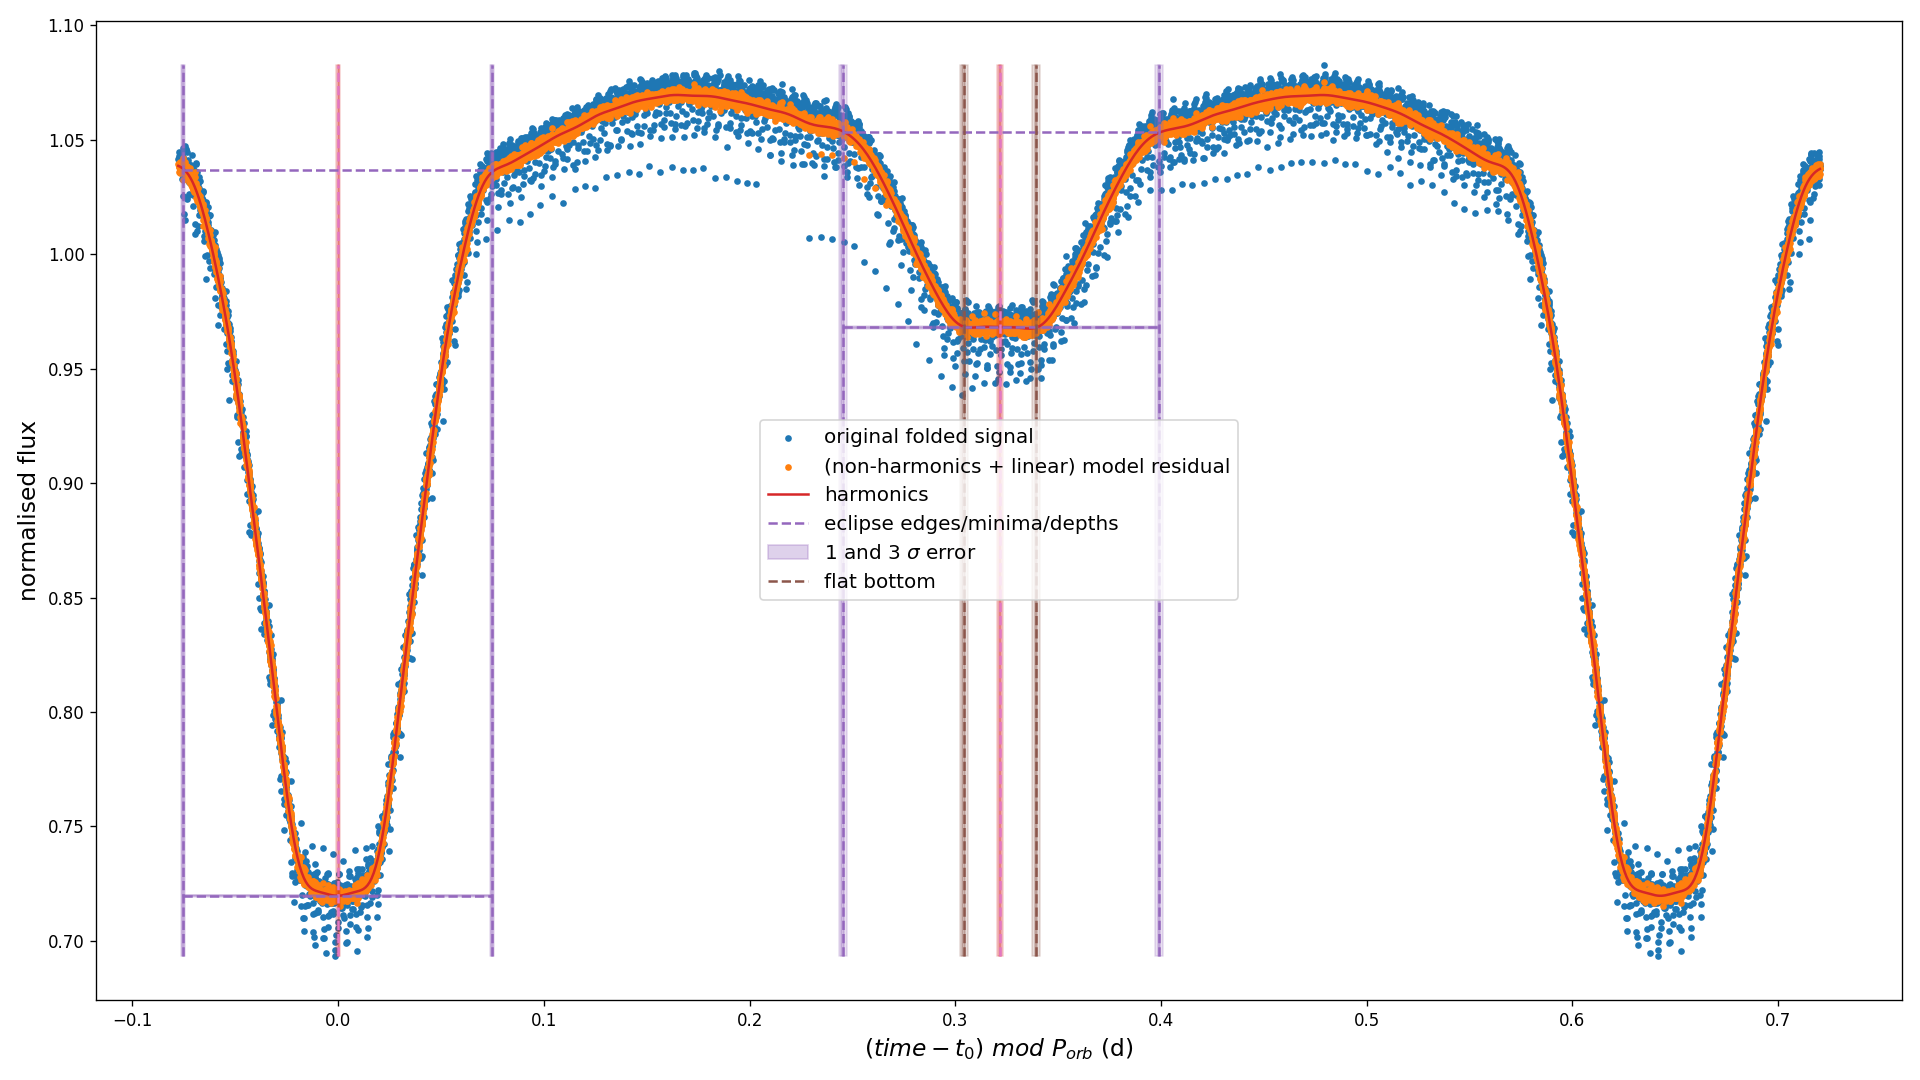 normalised flux
1.10
1.05
1.00
0.95
0.90
0.85
0.80
0.75
0.70
original folded signal
(non-harmonics + linear) model residual
harmonics
eclipse edges/minima/depths
1 and 3 σ error
flat bottom
−0.1 0.0 0.1 0.2 0.3 0.4 0.5 0.6 0.7
(time − t₀) mod Pₒᵣb (d)